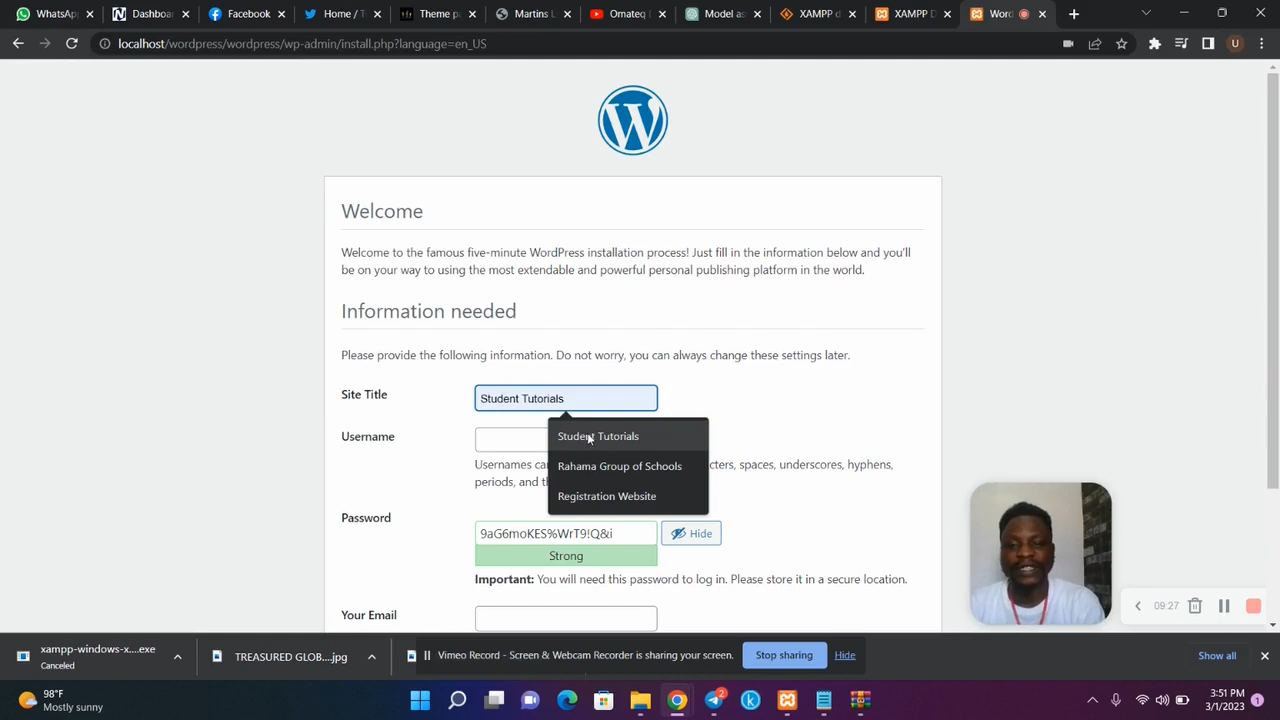 WhatsApp
Dashboard
Facebook
Home / T
Theme pa
Martins L
Omateq
Model as
XAMPP d
XAMPP D
Word
localhost/wordpress/wordpress/wp-admin/install.php?language=en_US
U
Welcome
Welcome to the famous five-minute WordPress installation process! Just fill in the information below and you'll
be on your way to using the most extendable and powerful personal publishing platform in the world.
Information needed
Please provide the following information. Do not worry, you can always change these settings later.
Site Title
Student Tutorials
Student Tutorials
Username
Rahama Group of Schools
Usernames can
cters, spaces, underscores, hyphens,
periods, and th
Registration Website
Password
9aG6moKES%WrT9!Q&i
Hide
Strong
Important: You will need this password to log in. Please store it in a secure location.
09:27
Your Email
xampp-windows-x....exe
Canceled
TREASURED GLOB....jpg
Vimeo Record - Screen & Webcam Recorder is sharing your screen.
Stop sharing
Hide
Show all
98°F
Mostly sunny
2
3:51 PM
3/1/2023
1